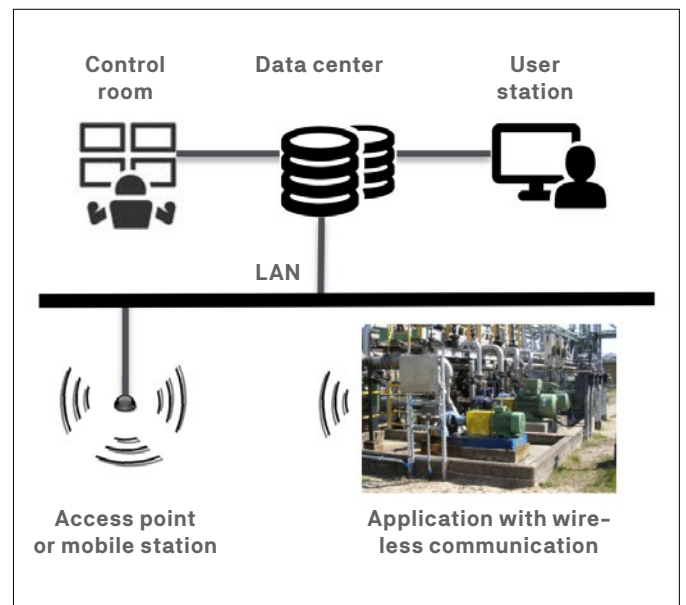 Control
room
Data center
User
station
LAN
Access point
or mobile station
Application with wire-
less communication